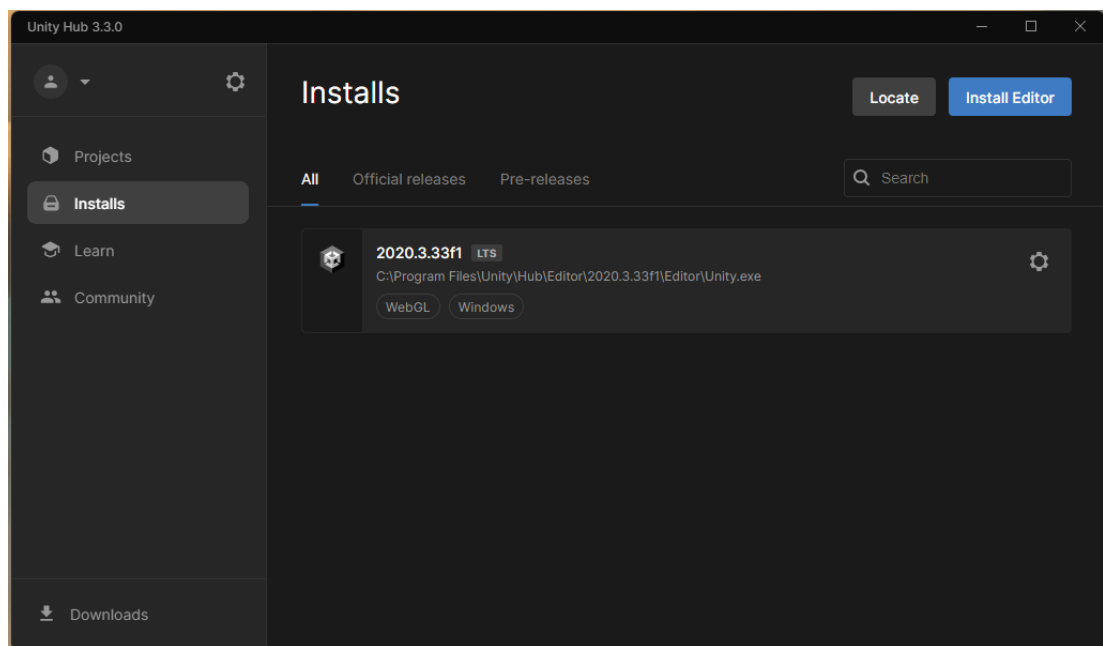 Unity Hub 3.3.0
Installs
Locate
Install Editor
Projects
Installs
Learn
Community
All
Official releases
Pre-releases
Search
2020.3.33f1 LTS
C:\Program Files\Unity\Hub\Editor\2020.3.33f1\Editor\Unity.exe
WebGL
Windows
Downloads